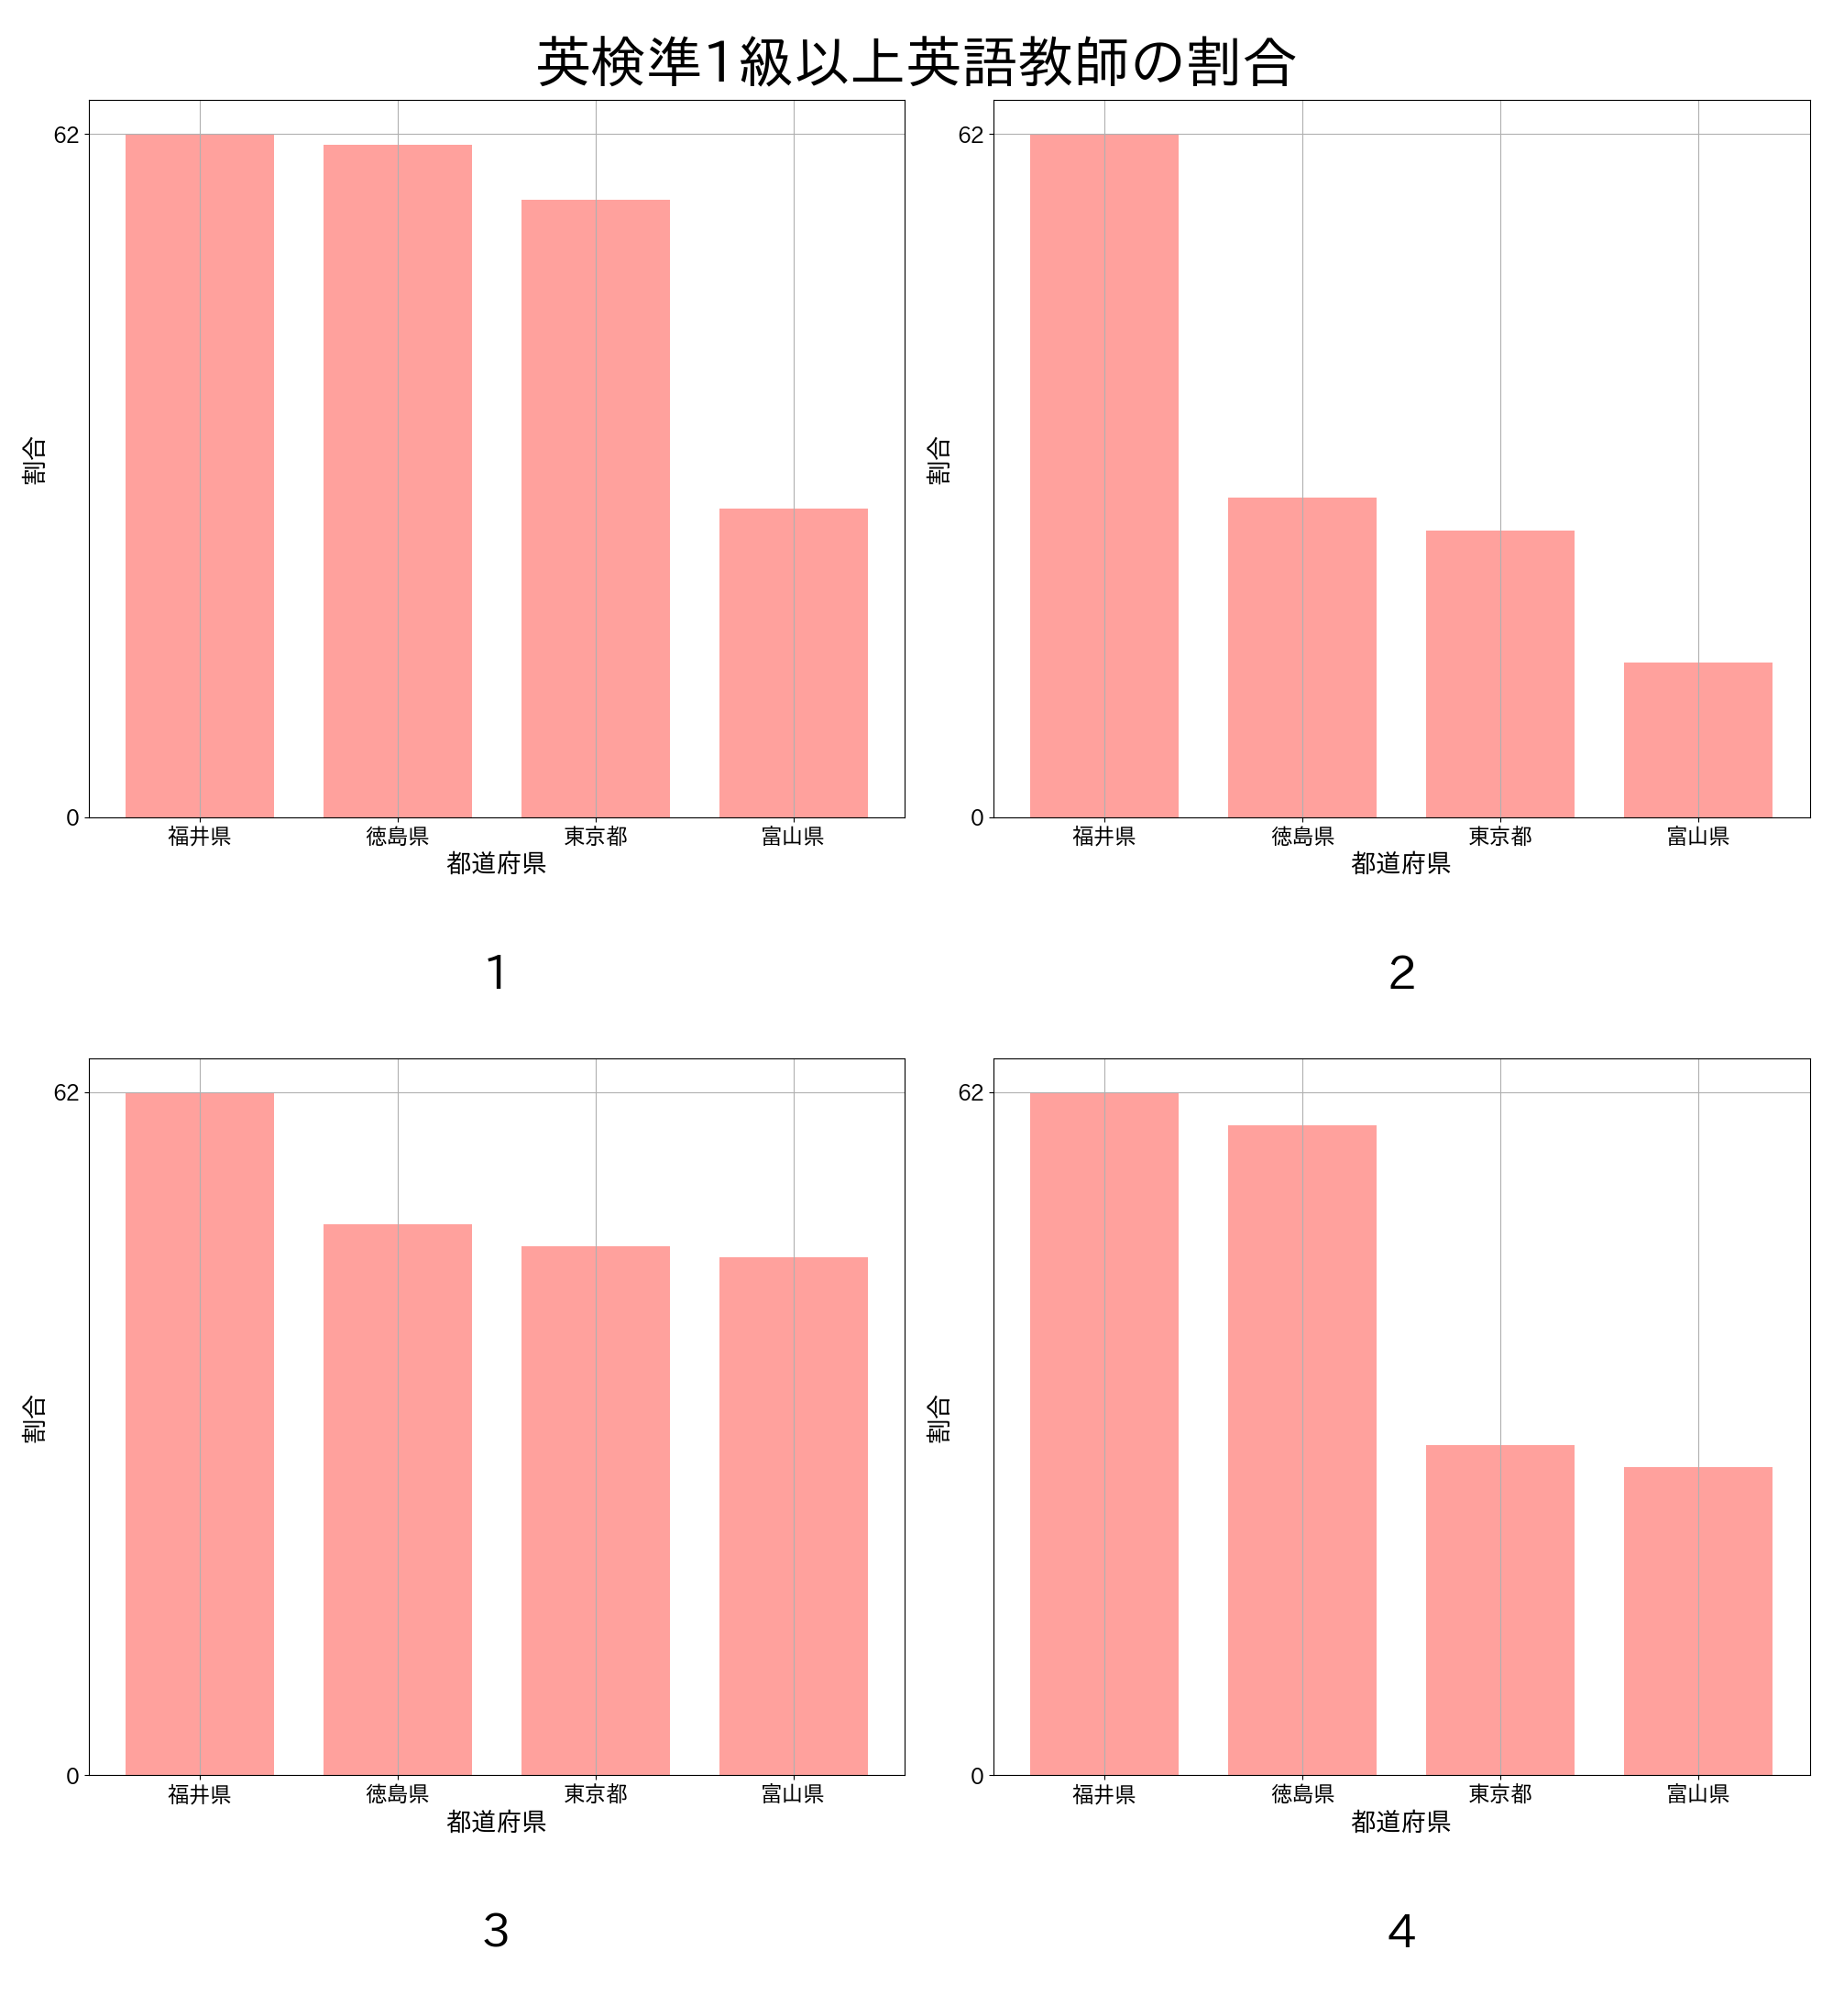 英検準1級以上英語教師の割合
62
0
割合
福井県 徳島県 東京都 富山県
都道府県
1
62
0
割合
福井県 徳島県 東京都 富山県
都道府県
2
62
0
割合
福井県 徳島県 東京都 富山県
都道府県
3
62
0
割合
福井県 徳島県 東京都 富山県
都道府県
4